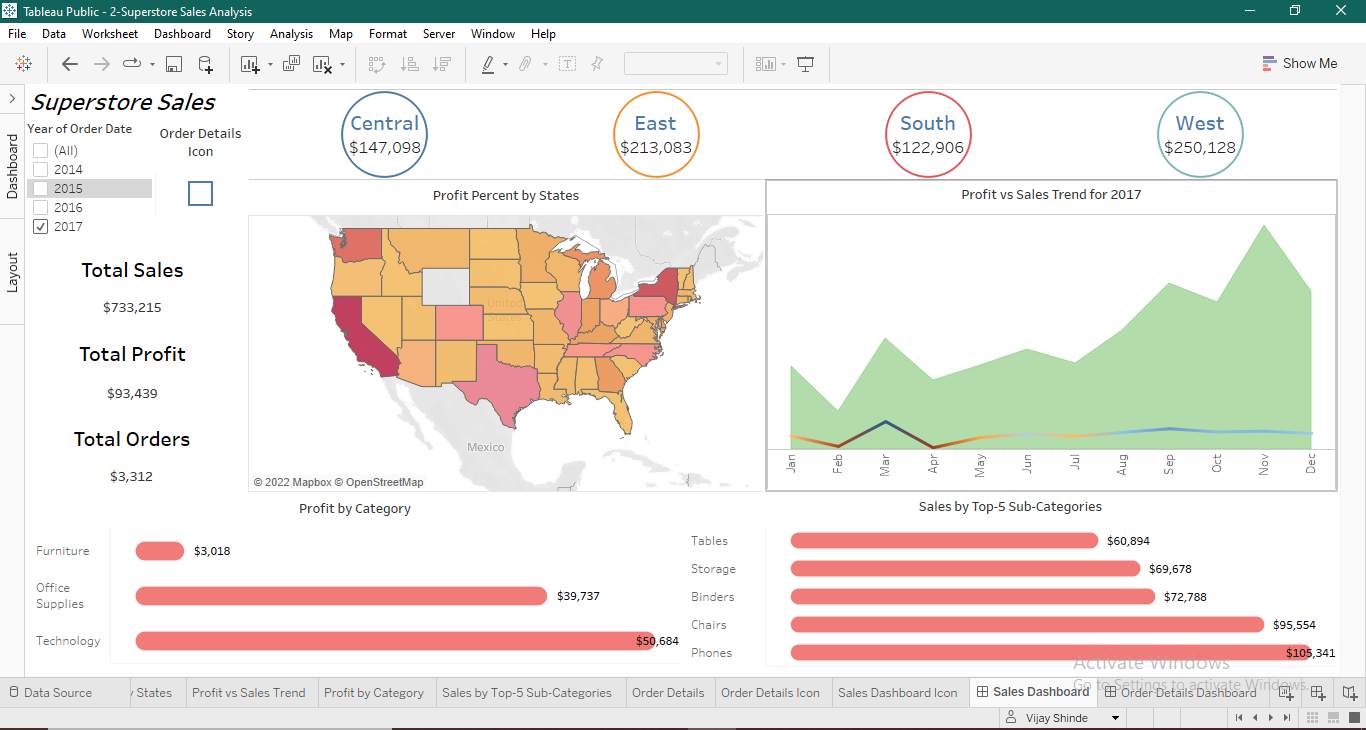 Tableau Public - 2-Superstore Sales Analysis
File Data Worksheet Dashboard Story Analysis Map Format Server Window Help
Show Me
Dashboard
Layout
Superstore Sales
Year of Order Date
(All)
2014
2015
2016
2017
Order Details
Icon
Total Sales
$733,215
Total Profit
$93,439
Total Orders
$3,312
Central
$147,098
East
$213,083
South
$122,906
West
$250,128
Profit Percent by States
United
States
Mexico
© 2022 Mapbox © OpenStreetMap
Profit vs Sales Trend for 2017
Jan Feb Mar Apr May Jun Jul Aug Sep Oct Nov Dec
Profit by Category
Furniture $3,018
Office
Supplies $39,737
Technology $50,684
Sales by Top-5 Sub-Categories
Tables $60,894
Storage $69,678
Binders $72,788
Chairs $95,554
Phones $105,341
Activate Windows
Go to Settings to activate Windows.
Data Source States Profit vs Sales Trend Profit by Category Sales by Top-5 Sub-Categories Order Details Order Details Icon Sales Dashboard Icon Sales Dashboard Order Details Dashboard
Vijay Shinde